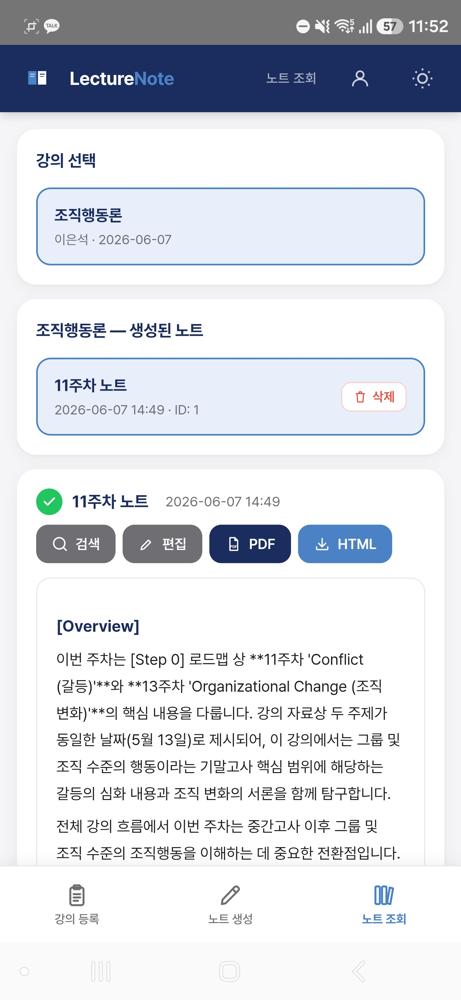 TALK
5
57
11:52
LectureNote
노트 조회
강의 선택
조직행동론
이은석 · 2026-06-07
조직행동론 — 생성된 노트
11주차 노트
2026-06-07 14:49 · ID: 1
삭제
11주차 노트 2026-06-07 14:49
검색
편집
PDF
PDF
HTML
[Overview]
이번 주차는 [Step 0] 로드맵 상 **11주차 'Conflict
(갈등)'**와 **13주차 'Organizational Change (조직
변화)'**의 핵심 내용을 다룹니다. 강의 자료상 두 주제가
동일한 날짜(5월 13일)로 제시되어, 이 강의에서는 그룹 및
조직 수준의 행동이라는 기말고사 핵심 범위에 해당하는
갈등의 심화 내용과 조직 변화의 서론을 함께 탐구합니다.
전체 강의 흐름에서 이번 주차는 중간고사 이후 그룹 및
조직 수준의 조직행동을 이해하는 데 중요한 전환점입니다.
강의 등록
노트 생성
노트 조회